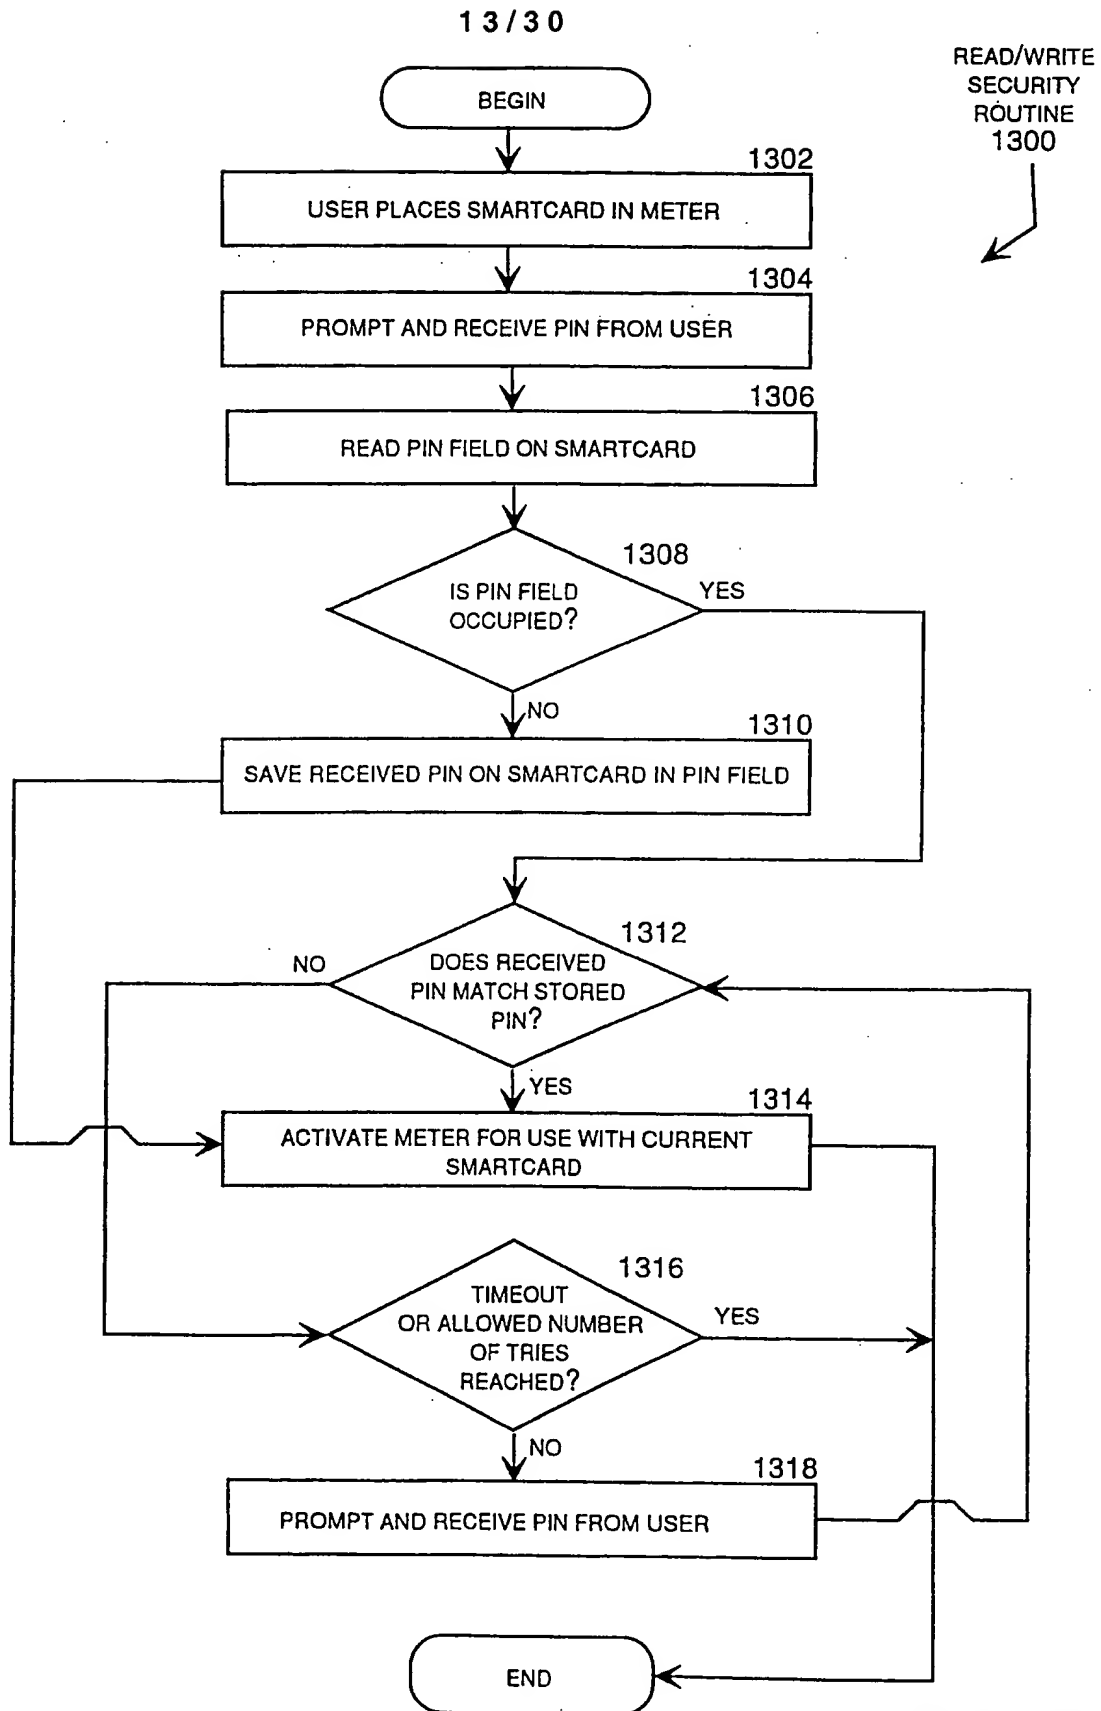 13/30
READ/WRITE
SECURITY
ROUTINE
1300
BEGIN
1302
USER PLACES SMARTCARD IN METER
1304
PROMPT AND RECEIVE PIN FROM USER
1306
READ PIN FIELD ON SMARTCARD
1308
IS PIN FIELD
OCCUPIED?
YES
NO
1310
SAVE RECEIVED PIN ON SMARTCARD IN PIN FIELD
1312
NO
DOES RECEIVED
PIN MATCH STORED
PIN?
YES
1314
ACTIVATE METER FOR USE WITH CURRENT
SMARTCARD
1316
TIMEOUT
OR ALLOWED NUMBER
OF TRIES
REACHED?
YES
NO
1318
PROMPT AND RECEIVE PIN FROM USER
END